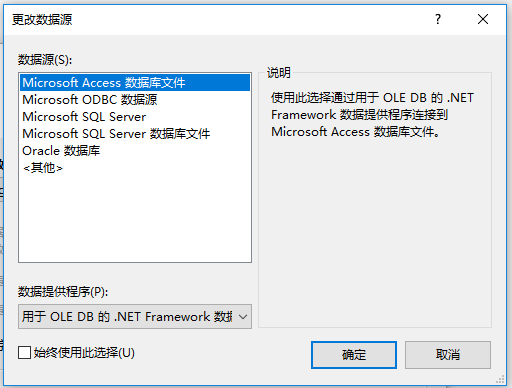 更改数据源
?
数据源(S):
Microsoft Access 数据库文件
Microsoft ODBC 数据源
Microsoft SQL Server
Microsoft SQL Server 数据库文件
Oracle 数据库
<其他>
说明
使用此选择通过用于 OLE DB 的 .NET
Framework 数据提供程序连接到
Microsoft Access 数据库文件。
数据提供程序(P):
用于 OLE DB 的 .NET Framework 数据
始终使用此选择(U)
确定
取消